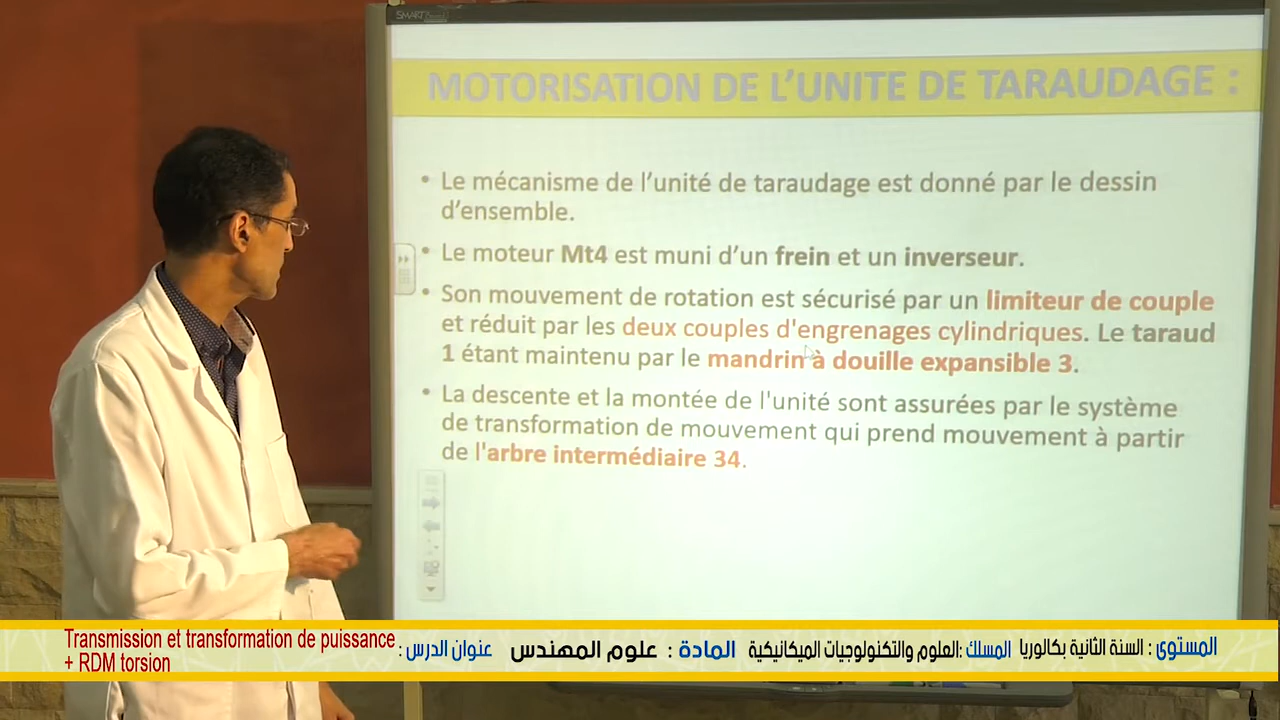 SMART
MOTORISATION DE L'UNITE DE TARAUDAGE :
• Le mécanisme de l'unité de taraudage est donné par le dessin
d'ensemble.
• Le moteur Mt4 est muni d'un frein et un inverseur.
• Son mouvement de rotation est sécurisé par un limiteur de couple
et réduit par les deux couples d'engrenages cylindriques. Le taraud
1 étant maintenu par le mandrin à douille expansible 3.
• La descente et la montée de l'unité sont assurées par le système
de transformation de mouvement qui prend mouvement à partir
de l'arbre intermédiaire 34.
المستوى : السنة الثانية بكالوريا المسلك :العلوم والتكنولوجيات الميكانيكية المادة : علوم المهندس عنوان الدرس : Transmission et transformation de puissance
+ RDM torsion